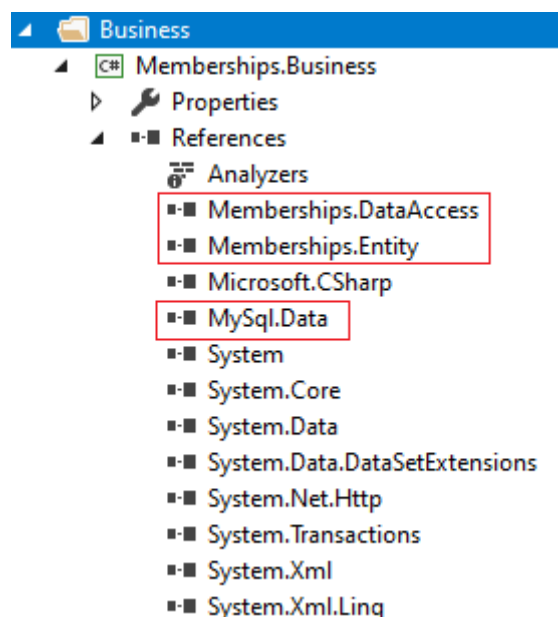 Business
C# Memberships.Business
Properties
References
Analyzers
Memberships.DataAccess
Memberships.Entity
Microsoft.CSharp
MySql.Data
System
System.Core
System.Data
System.Data.DataSetExtensions
System.Net.Http
System.Transactions
System.Xml
System.Xml.Linq